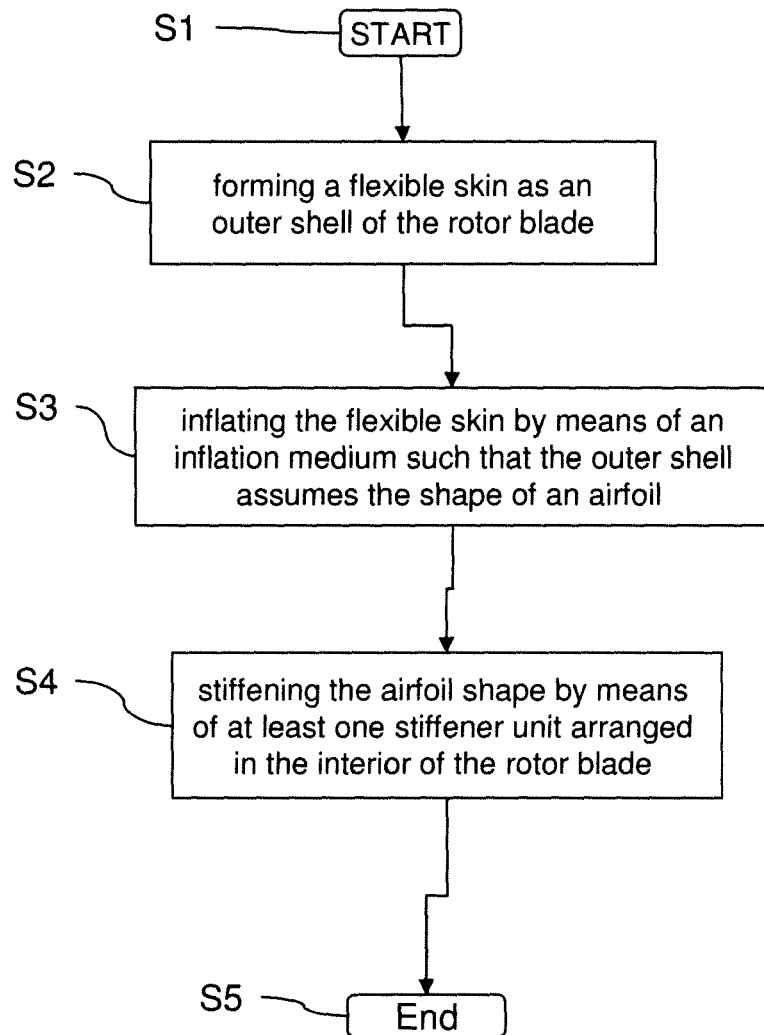 S1
START
S2
forming a flexible skin as an
outer shell of the rotor blade
S3
inflating the flexible skin by means of an
inflation medium such that the outer shell
assumes the shape of an airfoil
S4
stiffening the airfoil shape by means
of at least one stiffener unit arranged
in the interior of the rotor blade
S5
End